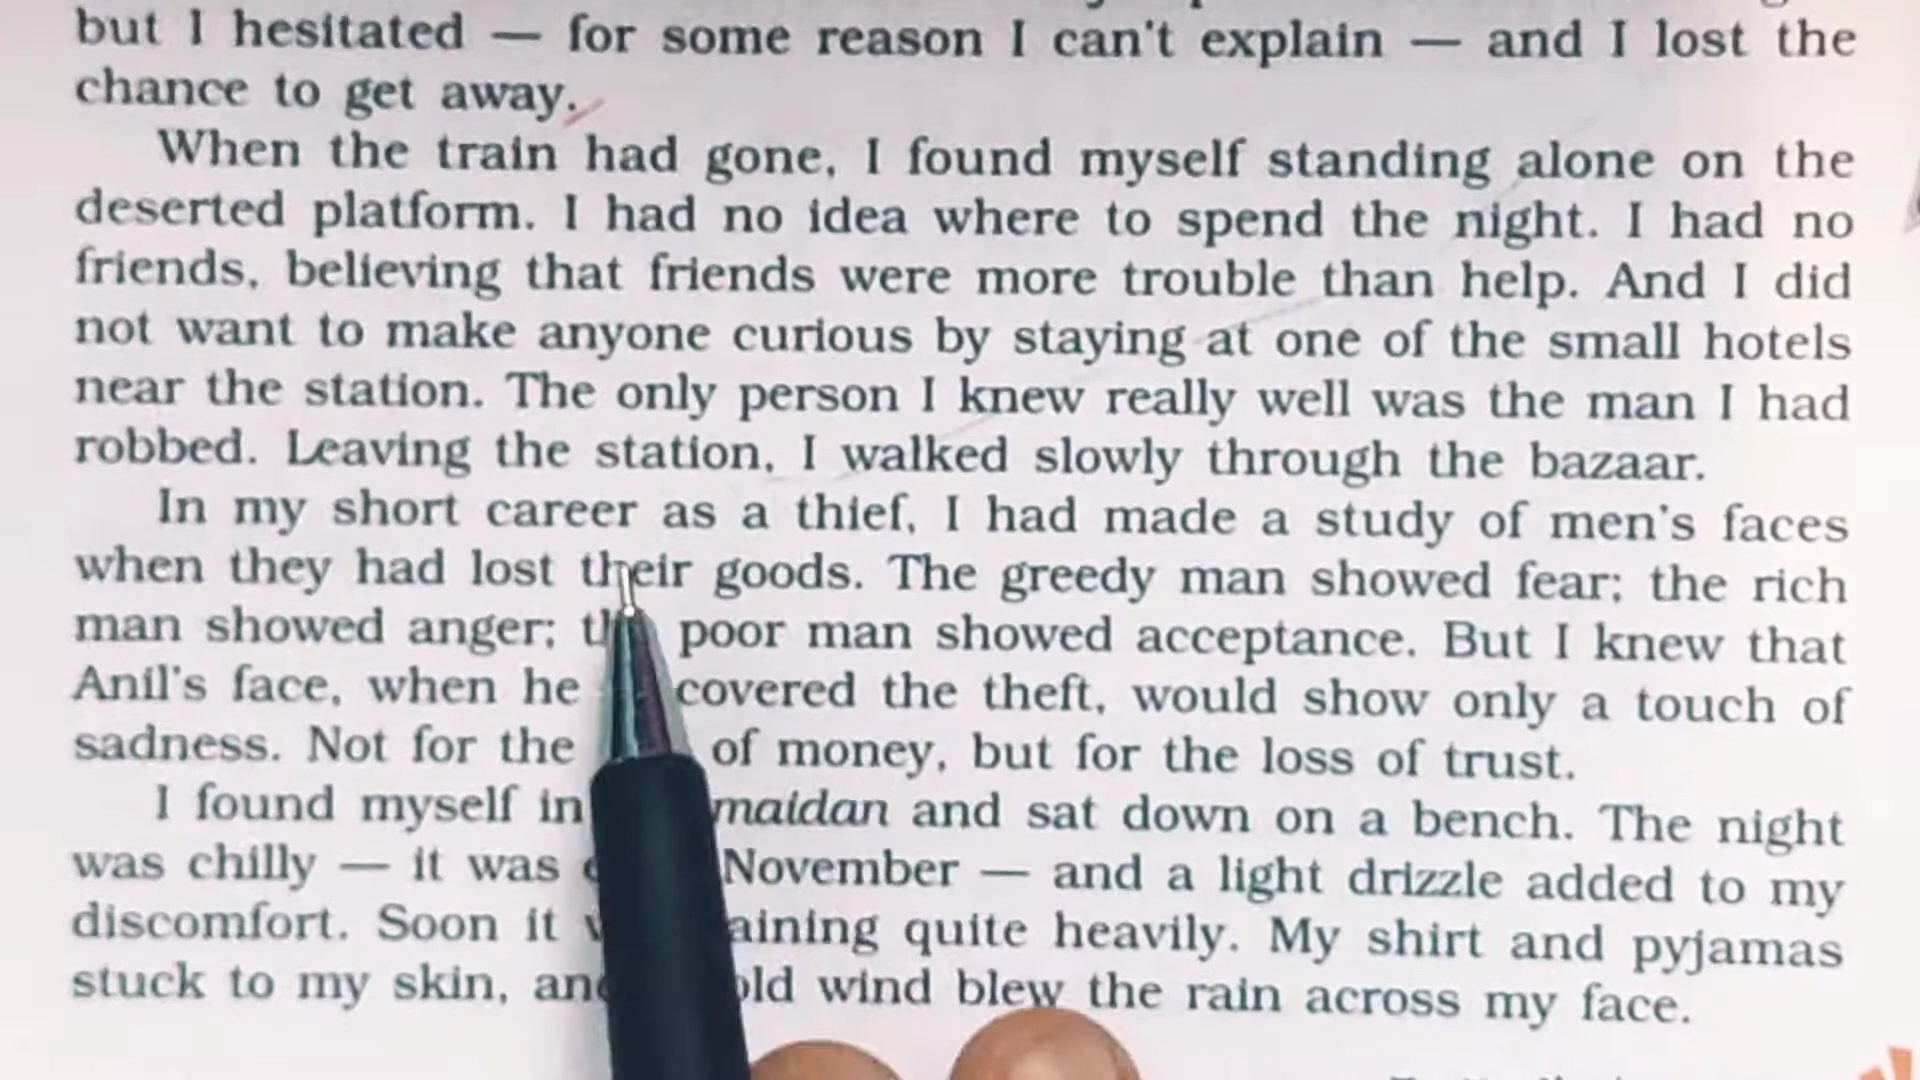 but I hesitated — for some reason I can't explain — and I lost the
chance to get away.
When the train had gone, I found myself standing alone on the
deserted platform. I had no idea where to spend the night. I had no
friends, believing that friends were more trouble than help. And I did
not want to make anyone curious by staying at one of the small hotels
near the station. The only person I knew really well was the man I had
robbed. Leaving the station, I walked slowly through the bazaar.
In my short career as a thief, I had made a study of men's faces
when they had lost their goods. The greedy man showed fear; the rich
man showed anger; poor man showed acceptance. But I knew that
Anil's face, when he covered the theft, would show only a touch of
sadness. Not for the of money, but for the loss of trust.
I found myself in maidan and sat down on a bench. The night
was chilly — it was November — and a light drizzle added to my
discomfort. Soon it aining quite heavily. My shirt and pyjamas
stuck to my skin, old wind blew the rain across my face.